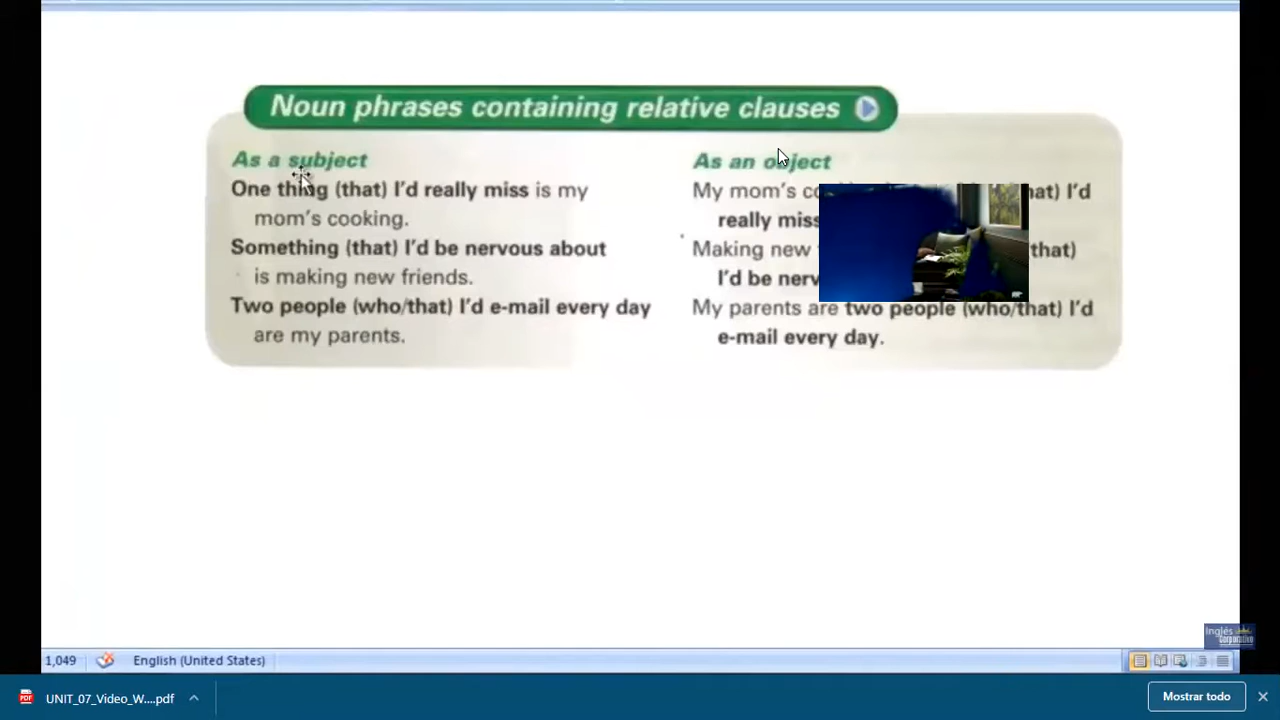 Noun phrases containing relative clauses
As a subject
One thing (that) I'd really miss is my
mom's cooking.
Something (that) I'd be nervous about
is making new friends.
Two people (who/that) I'd e-mail every day
are my parents.
As an object
My mom's I'd
really miss
Making new (that)
I'd be
My parents are two people (who/that) I'd
e-mail every day.
Inglés
Corporativo
1,049
English (United States)
UNIT_07_Video_W....pdf
Mostrar todo